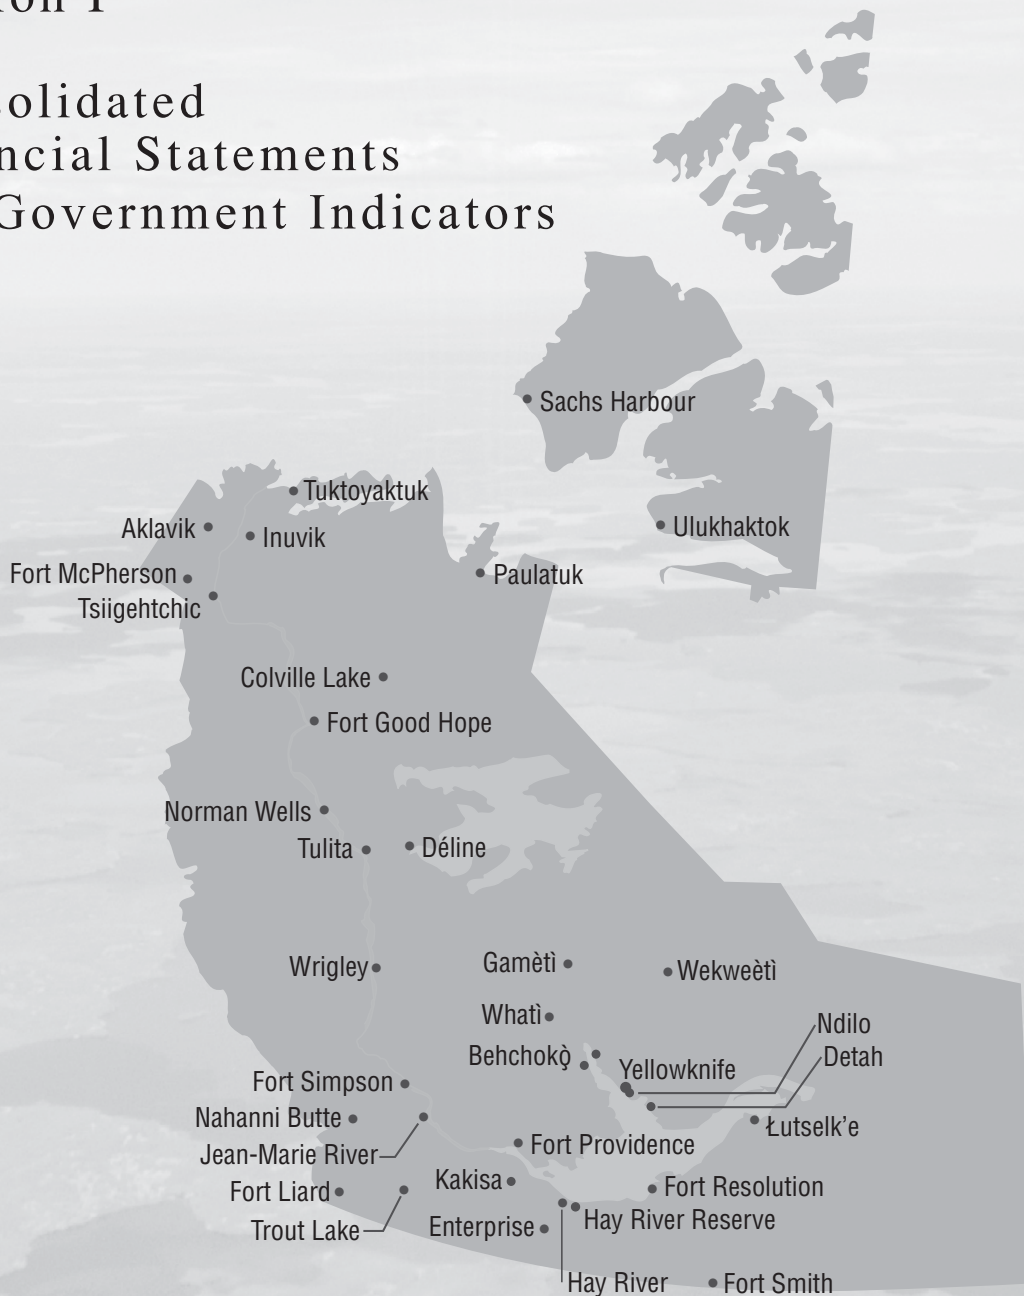 solidated
ncial Statements
Government Indicators
Sachs Harbour
Tuktoyaktuk
Aklavik
Inuvik
Ulukhaktok
Fort McPherson
Paulatuk
Tsiigehtchic
Colville Lake
Fort Good Hope
Norman Wells
Tulita
Déline
Wrigley
Gamètì
Wekweètì
Whatì
Ndilo
Behchokǫ̀
Detah
Yellowknife
Fort Simpson
Nahanni Butte
Łutselk'e
Jean-Marie River
Fort Providence
Kakisa
Fort Liard
Fort Resolution
Trout Lake
Enterprise
Hay River Reserve
Hay River
Fort Smith